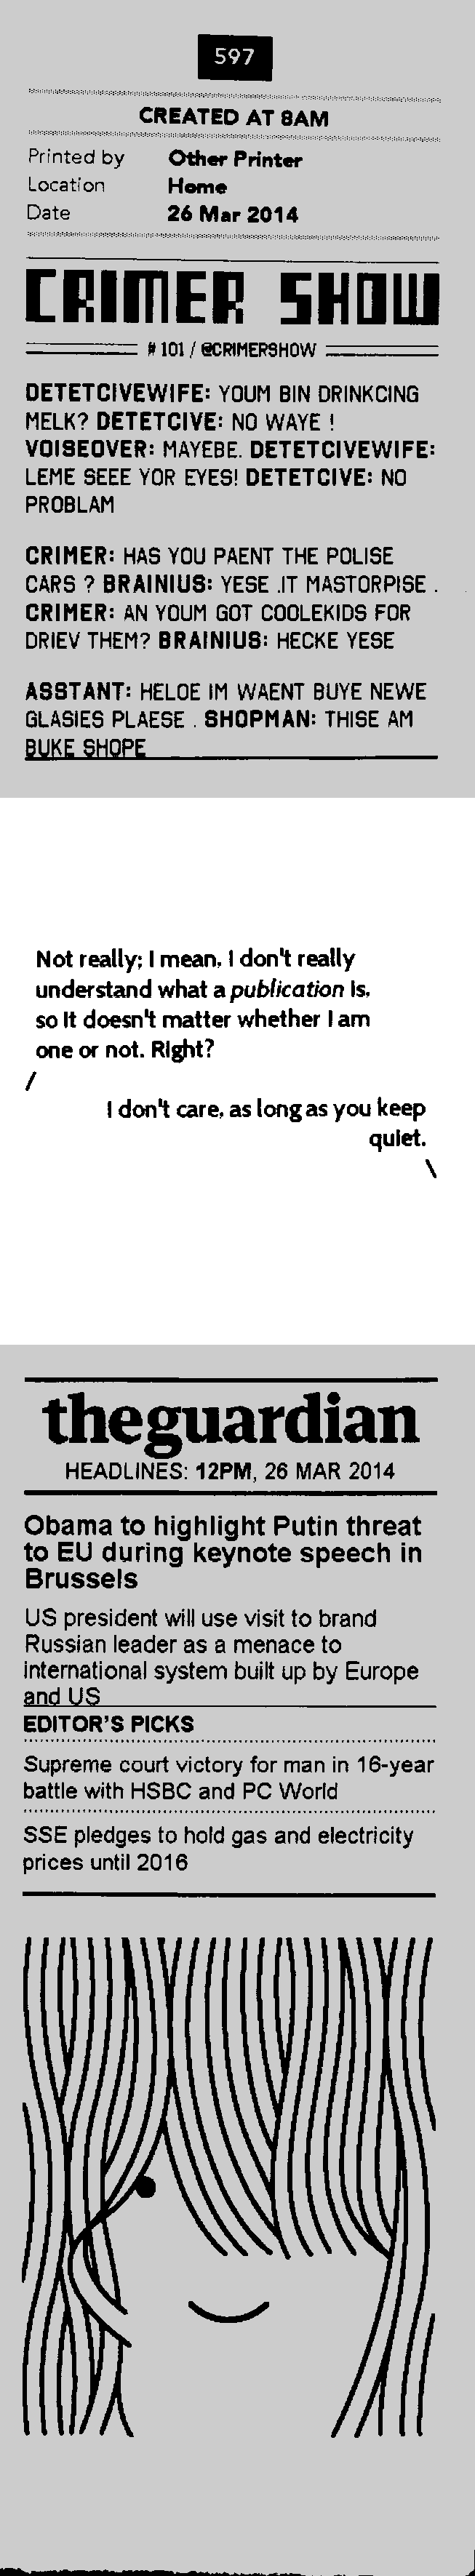 597
CREATED AT 8AM
Printed by Other Printer
Location Home
Date 26 Mar 2014
CRIMER SHOW
# 101 / @CRIMERSHOW
DETETCIVEWIFE: YOUM BIN DRINKCING
MELK? DETETCIVE: NO WAYE !
VOISEOVER: MAYEBE. DETETCIVEWIFE:
LEME SEEE YOR EYES! DETETCIVE: NO
PROBLAM
CRIMER: HAS YOU PAENT THE POLISE
CARS ? BRAINIUS: YESE .IT MASTORPISE .
CRIMER: AN YOUM GOT COOLEKIDS FOR
DRIEV THEM? BRAINIUS: HECKE YESE
ASSTANT: HELOE IM WAENT BUYE NEWE
GLASIES PLAESE . SHOPMAN: THISE AM
BUKE SHOPE
Not really; I mean, I don't really
understand what a publication is,
so it doesn't matter whether I am
one or not. Right?
/
I don't care, as long as you keep
quiet.
\
theguardian
HEADLINES: 12PM, 26 MAR 2014
Obama to highlight Putin threat
to EU during keynote speech in
Brussels
US president will use visit to brand
Russian leader as a menace to
international system built up by Europe
and US
EDITOR'S PICKS
Supreme court victory for man in 16-year
battle with HSBC and PC World
SSE pledges to hold gas and electricity
prices until 2016